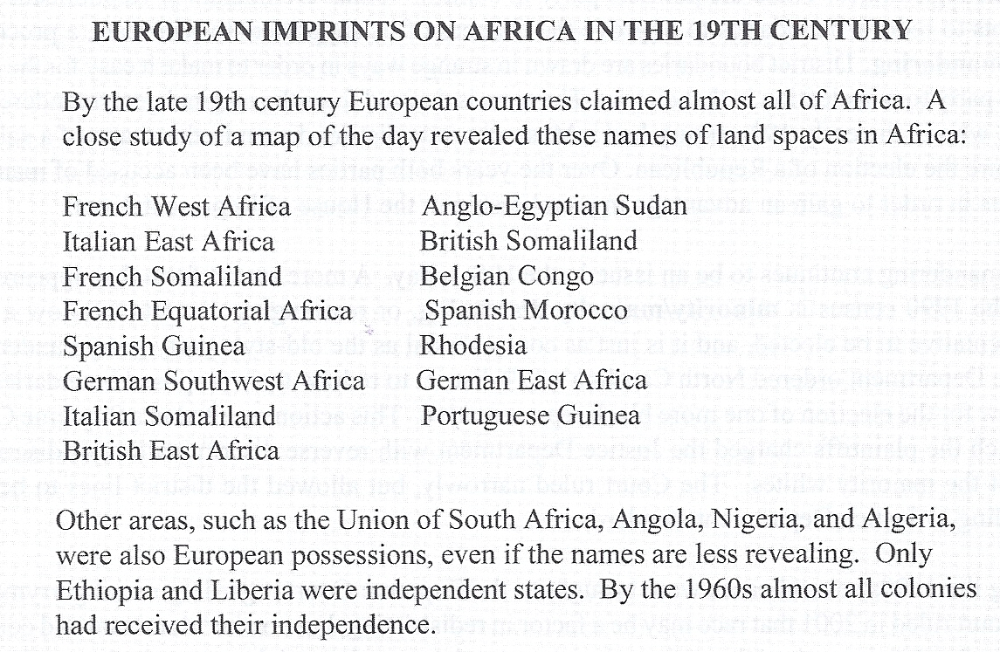 EUROPEAN IMPRINTS ON AFRICA IN THE 19TH CENTURY
By the late 19th century European countries claimed almost all of Africa. A
close study of a map of the day revealed these names of land spaces in Africa:
French West Africa Anglo-Egyptian Sudan
Italian East Africa British Somaliland
French Somaliland Belgian Congo
French Equatorial Africa Spanish Morocco
Spanish Guinea Rhodesia
German Southwest Africa German East Africa
Italian Somaliland Portuguese Guinea
British East Africa
Other areas, such as the Union of South Africa, Angola, Nigeria, and Algeria,
were also European possessions, even if the names are less revealing. Only
Ethiopia and Liberia were independent states. By the 1960s almost all colonies
had received their independence.